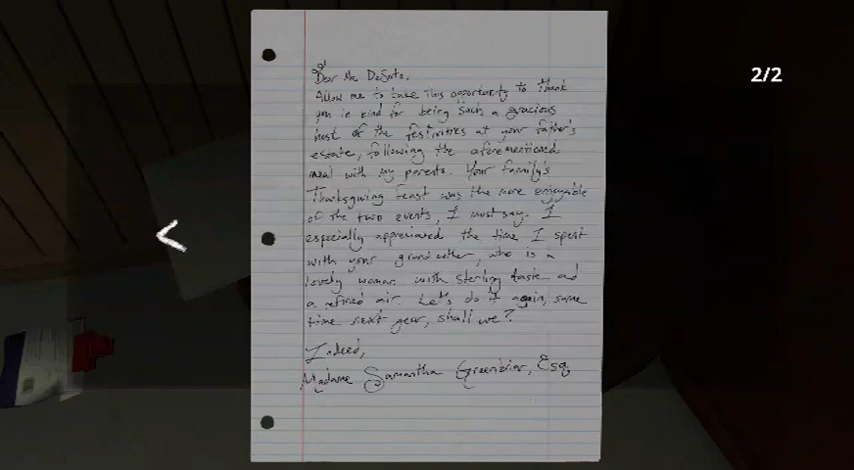 2/2
Dear Ms. DeSoto,
Allow me to take this opportunity to thank
you in kind for being such a gracious
host of the festivities at your father's
estate, following the aforementioned
meal with my parents. Your family's
Thanksgiving feast was the more enjoyable
of the two events, I must say. I
especially appreciated the time I spent
with your grandmother, who is a
lovely woman with sterling taste and
a refined air. Let's do it again, same
time next year, shall we?
Indeed,
Madame Samantha Greenbriar, Esq.